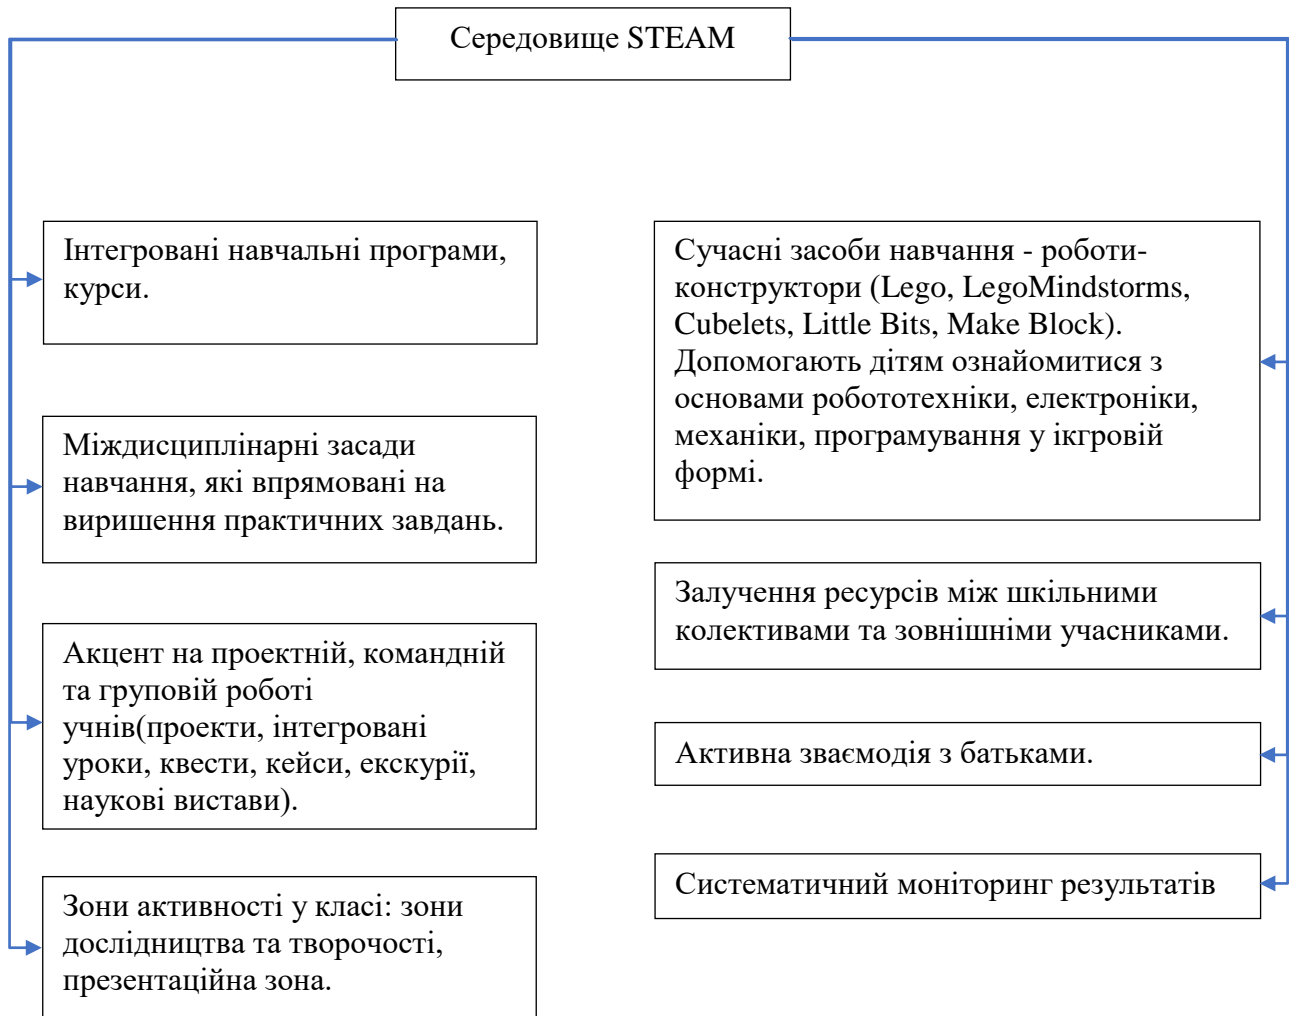 Середовище STEAM
Інтегровані навчальні програми,
курси.
Міждисциплінарні засади
навчання, які впрямовані на
виришення практичних завдань.
Акцент на проектній, командній
та груповій роботі
учнів(проекти, інтегровані
уроки, квести, кейси, екскурії,
наукові вистави).
Зони активності у класі: зони
дослідництва та творочості,
презентаційна зона.
Сучасні засоби навчання - роботи-
конструктори (Lego, LegoMindstorms,
Cubelets, Little Bits, Make Block).
Допомогають дітям ознайомитися з
основами робототехніки, електроніки,
механіки, програмування у ікгровій
формі.
Залучення ресурсів між шкільними
колективами та зовнішніми учасниками.
Активна зваємодія з батьками.
Систематичний моніторинг результатів